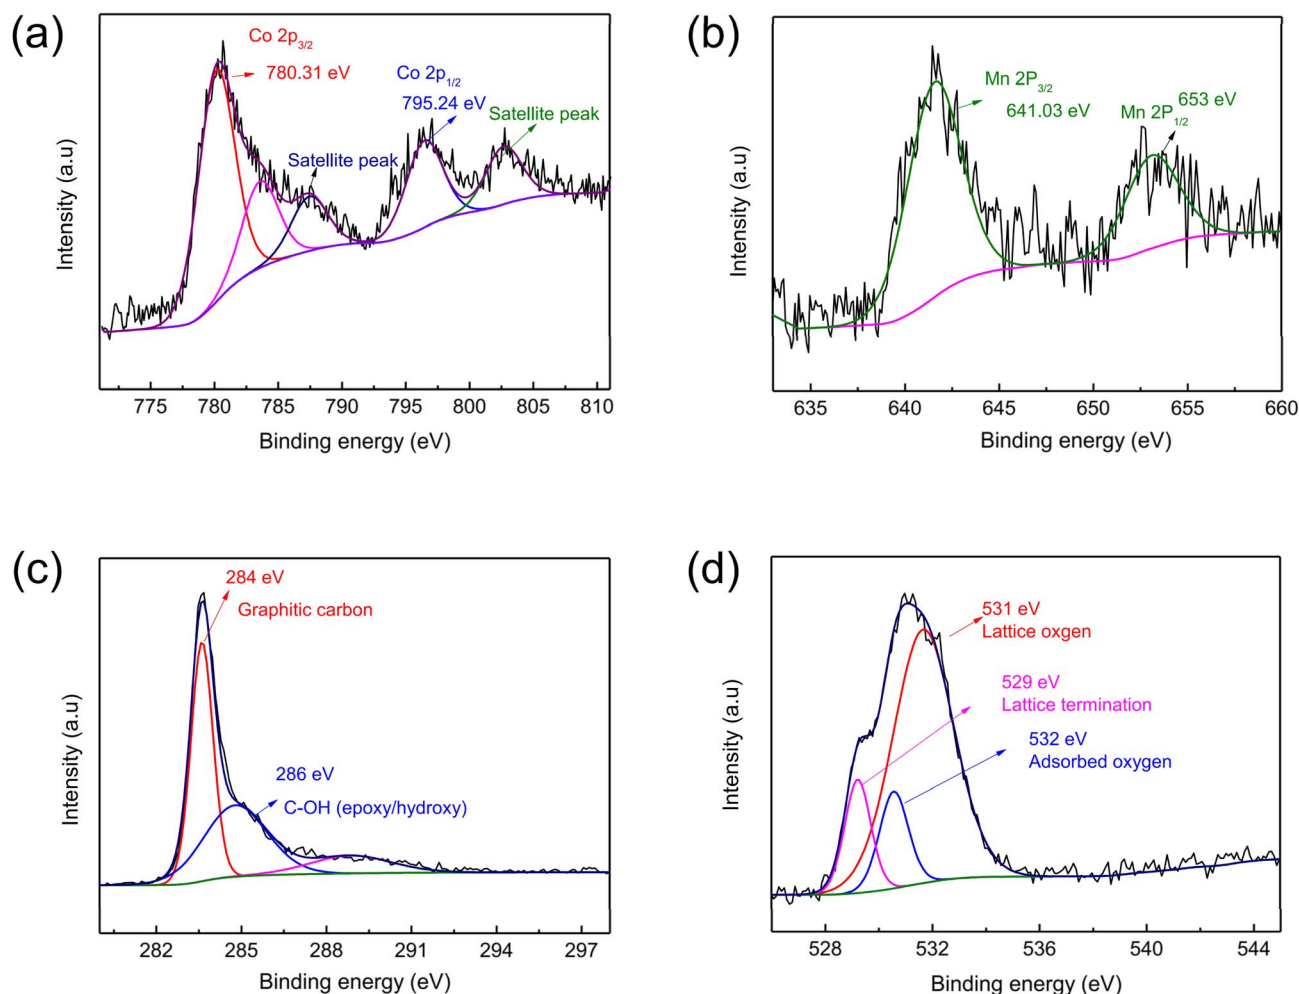 (a)
Co 2p3/2
780.31 eV
Co 2p1/2
795.24 eV
Satellite peak
Satellite peak
Intensity (a.u)
775 780 785 790 795 800 805 810
Binding energy (eV)
(b)
Mn 2P3/2
641.03 eV
653 eV
Mn 2P1/2
Intensity (a.u)
635 640 645 650 655 660
Binding energy (eV)
(c)
284 eV
Graphitic carbon
286 eV
C-OH (epoxy/hydroxy)
Intensity (a.u)
282 285 288 291 294 297
Binding energy (eV)
(d)
531 eV
Lattice oxgen
529 eV
Lattice termination
532 eV
Adsorbed oxygen
Intensity (a.u)
528 532 536 540 544
Binding energy (eV)